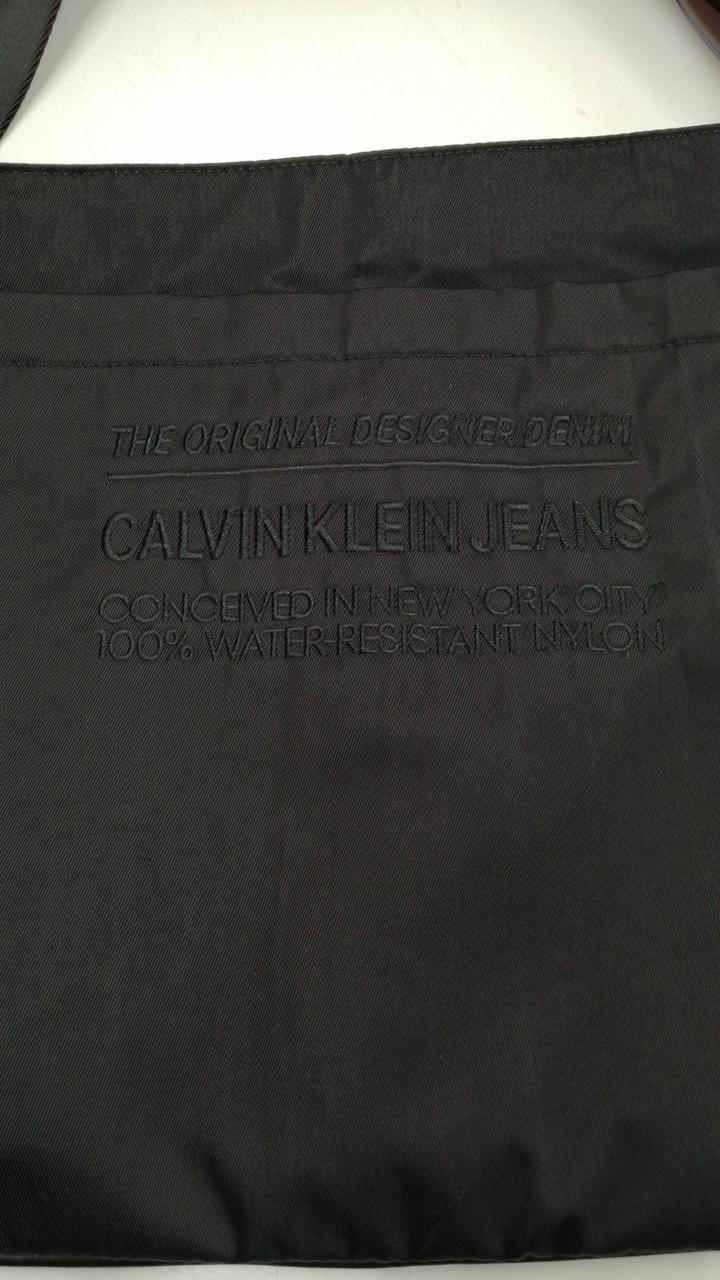 THE ORIGINAL DESIGNER DENIM
CALVIN KLEIN JEANS
CONCEIVED IN NEW YORK CITY
100% WATER-RESISTANT NYLON